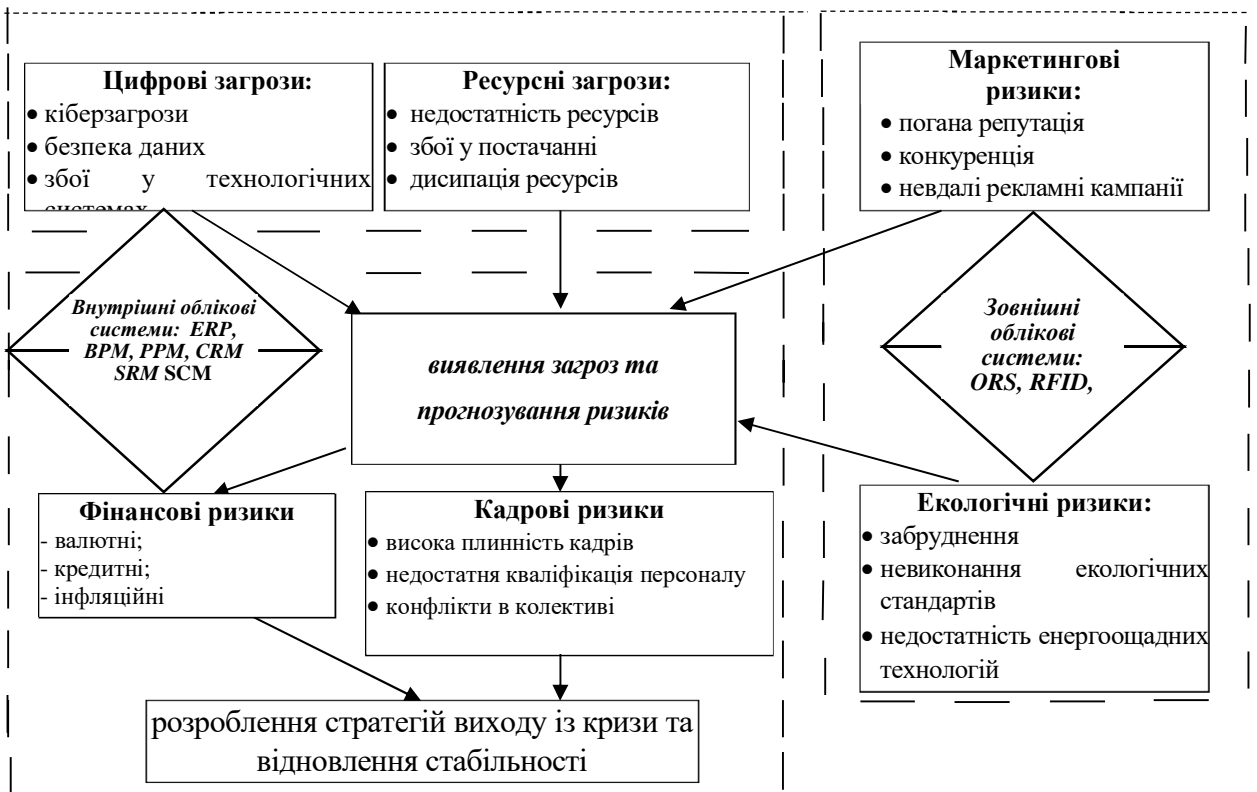 Цифрові загрози:
• кіберзагрози
• безпека даних
• збої у технологічних
системах
Ресурсні загрози:
• недостатність ресурсів
• збої у постачанні
• дисипація ресурсів
Маркетингові
ризики:
• погана репутація
• конкуренція
• невдалі рекламні кампанії
Внутрішні облікові
системи: ERP,
BPM, PPM, CRM
SRM SCM
виявлення загроз та
прогнозування ризиків
Зовнішні
облікові
системи:
ORS, RFID,
Фінансові ризики
- валютні;
- кредитні;
- інфляційні
Кадрові ризики
• висока плинність кадрів
• недостатня кваліфікація персоналу
• конфлікти в колективі
Екологічні ризики:
• забруднення
• невиконання екологічних
стандартів
• недостатність енергоощадних
технологій
розроблення стратегій виходу із кризи та
відновлення стабільності